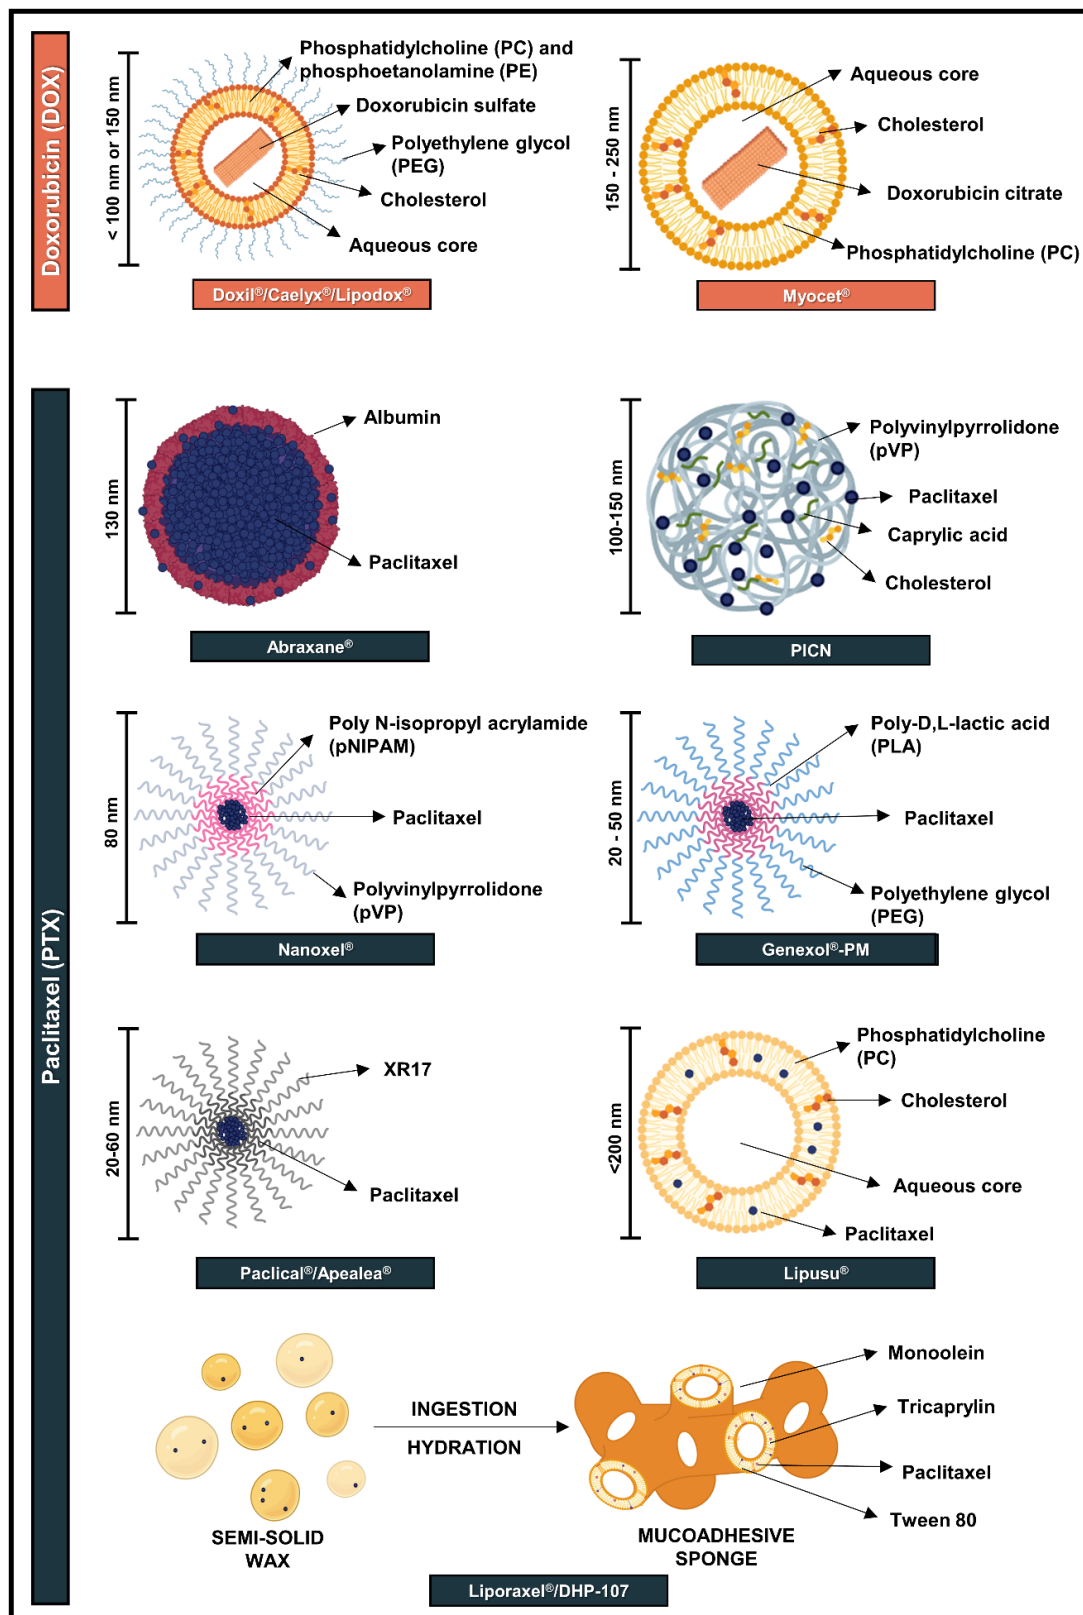 Doxorubicin (DOX)
< 100 nm or 150 nm
Phosphatidylcholine (PC) and
phosphoetanolamine (PE)
Doxorubicin sulfate
Polyethylene glycol
(PEG)
Cholesterol
Aqueous core
Doxil®/Caelyx®/Lipodox®
150 - 250 nm
Aqueous core
Cholesterol
Doxorubicin citrate
Phosphatidylcholine (PC)
Myocet®
Paclitaxel (PTX)
130 nm
Albumin
Paclitaxel
Abraxane®
100-150 nm
Polyvinylpyrrolidone
(pVP)
Paclitaxel
Caprylic acid
Cholesterol
PICN
80 nm
Poly N-isopropyl acrylamide
(pNIPAM)
Paclitaxel
Polyvinylpyrrolidone
(pVP)
Nanoxel®
20 - 50 nm
Poly-D,L-lactic acid
(PLA)
Paclitaxel
Polyethylene glycol
(PEG)
Genexol®-PM
20-60 nm
XR17
Paclitaxel
Paclical®/Apealea®
<200 nm
Phosphatidylcholine
(PC)
Cholesterol
Aqueous core
Paclitaxel
Lipusu®
INGESTION
HYDRATION
Monoolein
Tricaprylin
Paclitaxel
Tween 80
SEMI-SOLID
WAX
MUCOADHESIVE
SPONGE
Liporaxel®/DHP-107